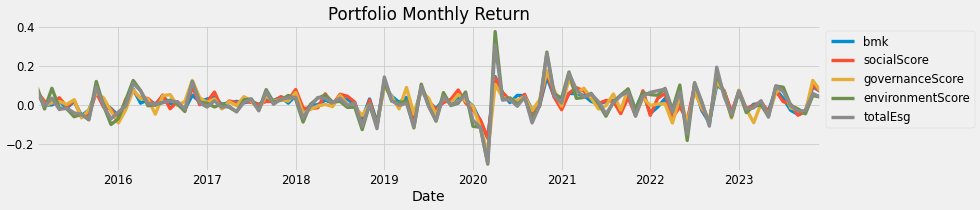 Portfolio Monthly Return
0.4
0.2
0.0
−0.2
2016 2017 2018 2019 2020 2021 2022 2023
Date
bmk
socialScore
governanceScore
environmentScore
totalEsg